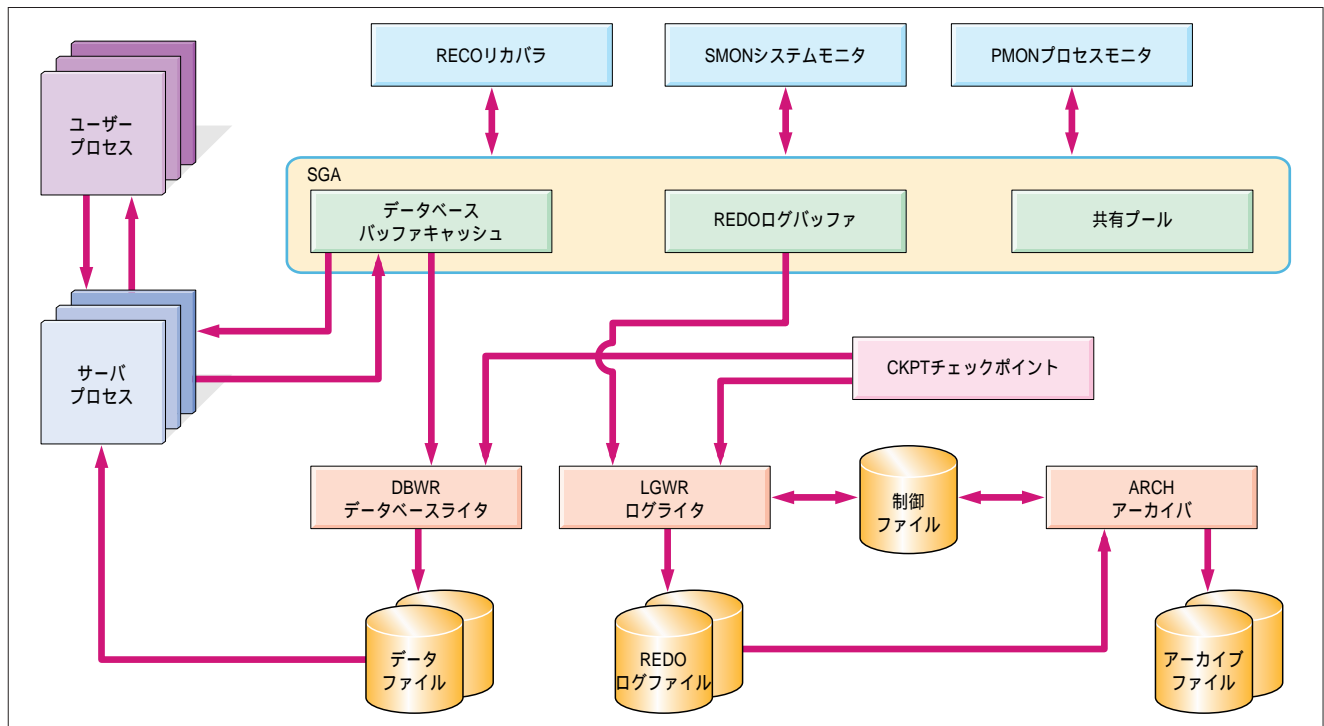 RECOリカバラ
SMONシステムモニタ
PMONプロセスモニタ
ユーザー
プロセス
SGA
データベース
バッファキャッシュ
REDOログバッファ
共有プール
サーバ
プロセス
CKPTチェックポイント
DBWR
データベースライタ
LGWR
ログライタ
制御
ファイル
ARCH
アーカイバ
データ
ファイル
REDO
ログファイル
アーカイブ
ファイル